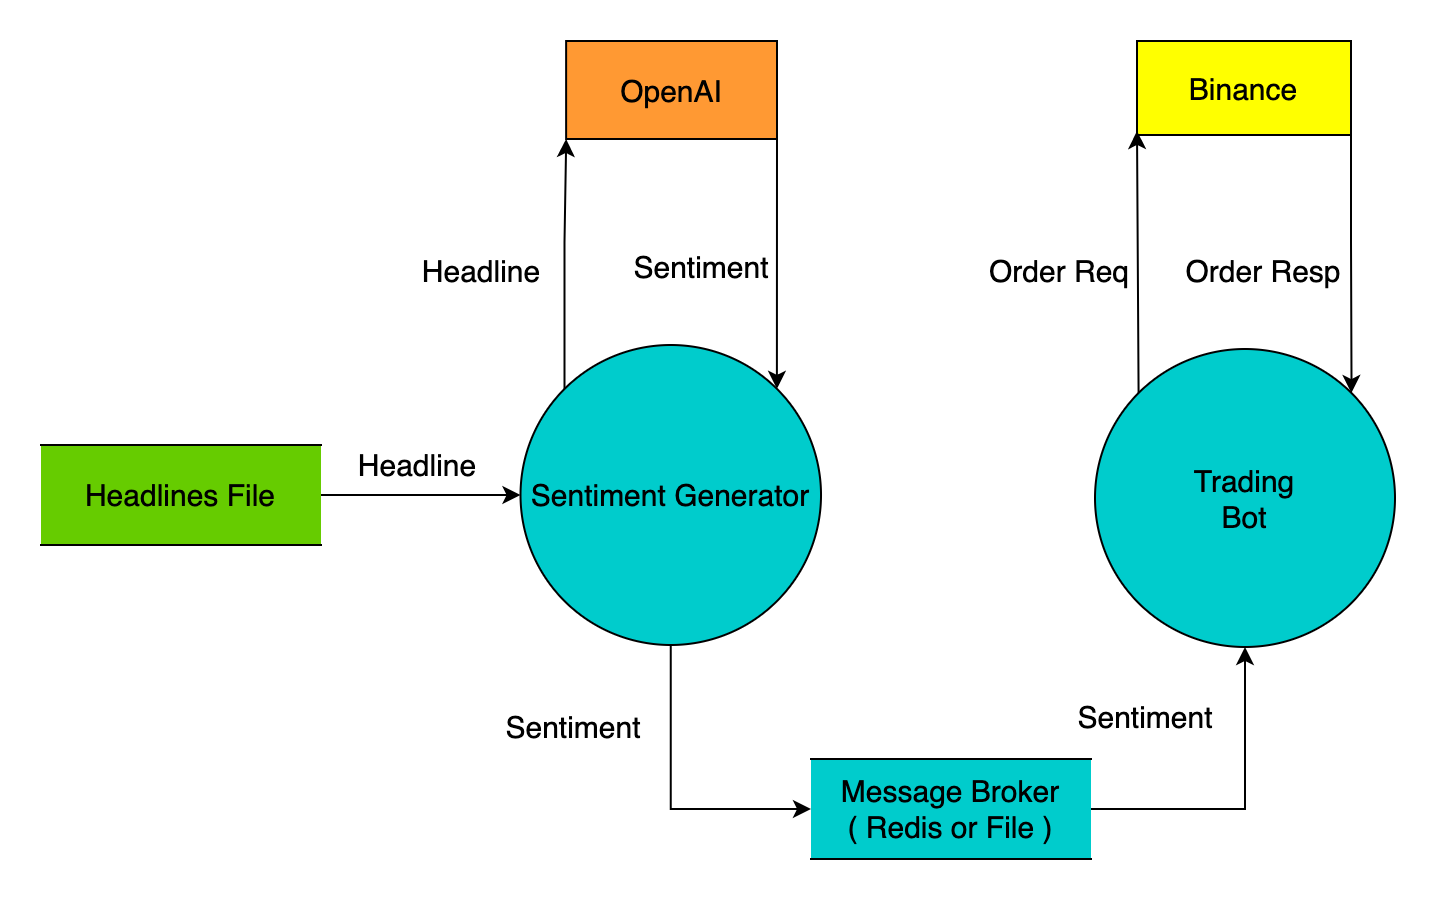 OpenAI
Binance
Headline
Sentiment
Order Req
Order Resp
Headline
Headlines File
Sentiment Generator
Trading
Bot
Sentiment
Sentiment
Message Broker
( Redis or File )